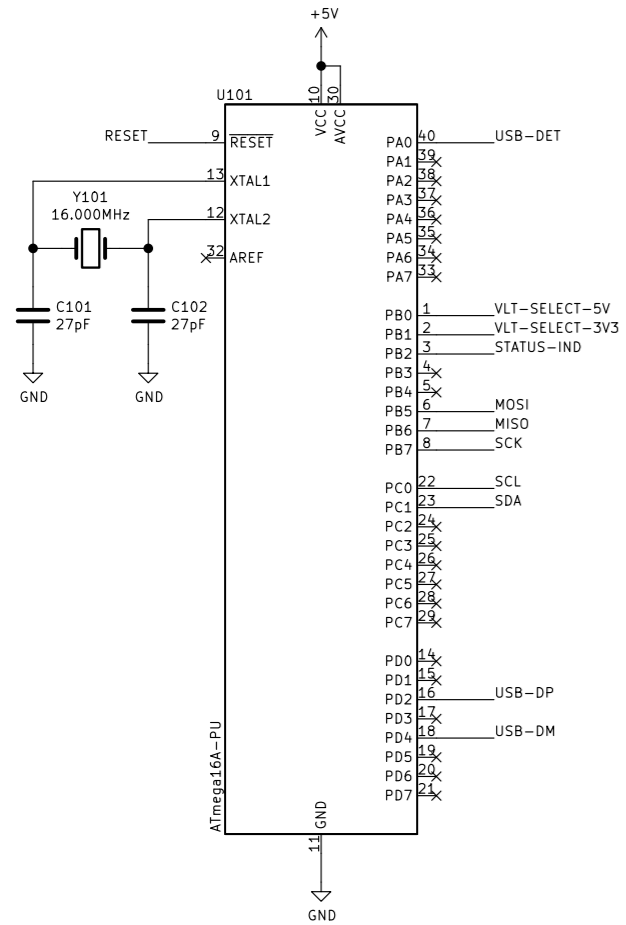 +5V
U101
10 VCC
30 AVCC
RESET 9 RESET
13 XTAL1
Y101
16.000MHz
12 XTAL2
32 AREF
C101
27pF
C102
27pF
GND
GND
PA0 40 USB-DET
PA1 39
PA2 38
PA3 37
PA4 36
PA5 35
PA6 34
PA7 33
PB0 1 VLT-SELECT-5V
PB1 2 VLT-SELECT-3V3
PB2 3 STATUS-IND
PB3 4
PB4 5
PB5 6 MOSI
PB6 7 MISO
PB7 8 SCK
PC0 22 SCL
PC1 23 SDA
PC2 24
PC3 25
PC4 26
PC5 27
PC6 28
PC7 29
PD0 14
PD1 15
PD2 16 USB-DP
PD3 17
PD4 18 USB-DM
PD5 19
PD6 20
PD7 21
ATmega16A-PU
11 GND
GND